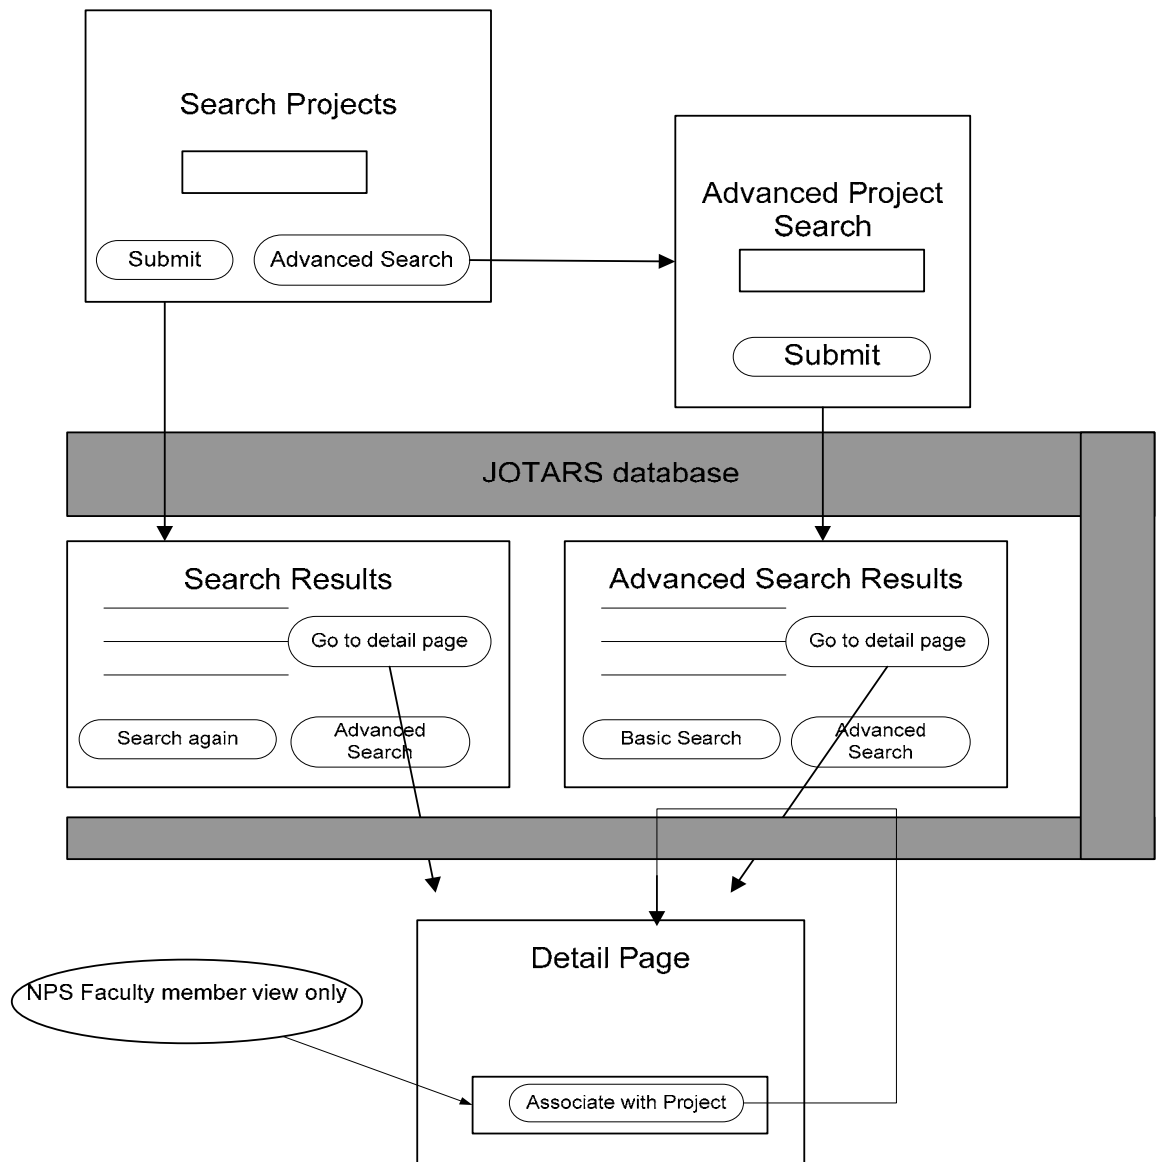 Search Projects
Submit
Advanced Search
Advanced Project
Search
Submit
JOTARS database
Search Results
Go to detail page
Search again
Advanced
Search
Advanced Search Results
Go to detail page
Basic Search
Advanced
Search
Detail Page
NPS Faculty member view only
Associate with Project